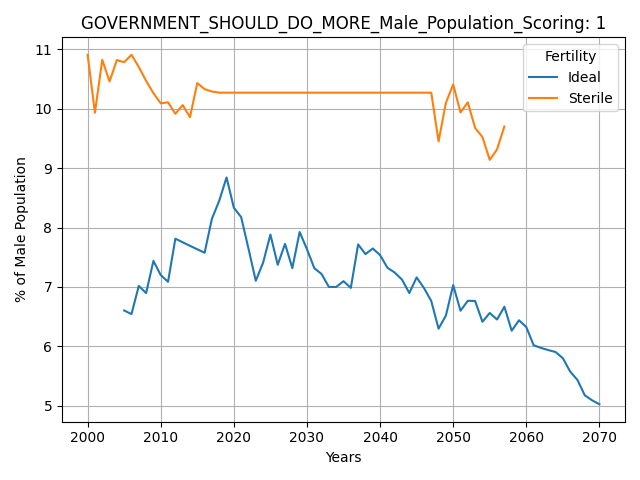 GOVERNMENT_SHOULD_DO_MORE_Male_Population_Scoring: 1
Fertility
Ideal
Sterile
% of Male Population
11
10
9
8
7
6
5
2000 2010 2020 2030 2040 2050 2060 2070
Years